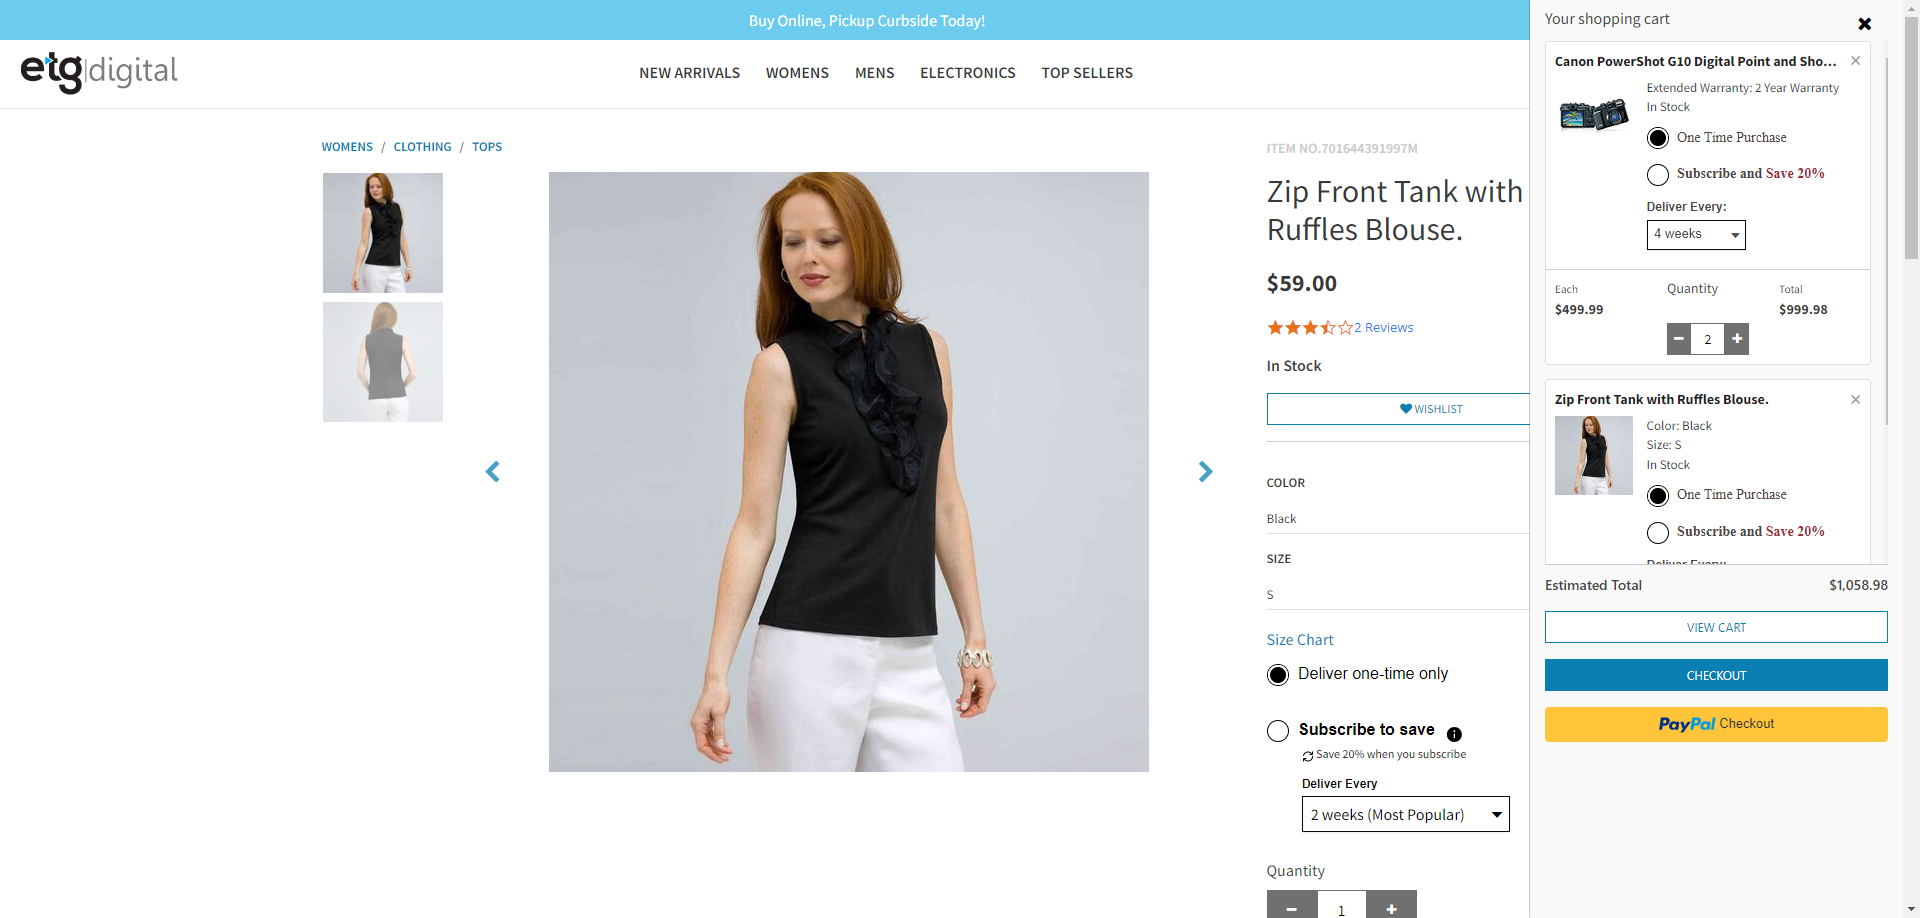 Buy Online, Pickup Curbside Today!
etg|digital
NEW ARRIVALS WOMENS MENS ELECTRONICS TOP SELLERS
WOMENS / CLOTHING / TOPS
ITEM NO.701644391997M
Zip Front Tank with
Ruffles Blouse.
$59.00
2 Reviews
In Stock
WISHLIST
COLOR
Black
SIZE
S
Size Chart
Deliver one-time only
Subscribe to save
Save 20% when you subscribe
Deliver Every
2 weeks (Most Popular)
Quantity
− 1 +
Your shopping cart
Canon PowerShot G10 Digital Point and Sho...
Extended Warranty: 2 Year Warranty
In Stock
One Time Purchase
Subscribe and Save 20%
Deliver Every:
4 weeks
Each Quantity Total
$499.99 $999.98
− 2 +
Zip Front Tank with Ruffles Blouse.
Color: Black
Size: S
In Stock
One Time Purchase
Subscribe and Save 20%
Deliver Every:
Estimated Total $1,058.98
VIEW CART
CHECKOUT
PayPal Checkout